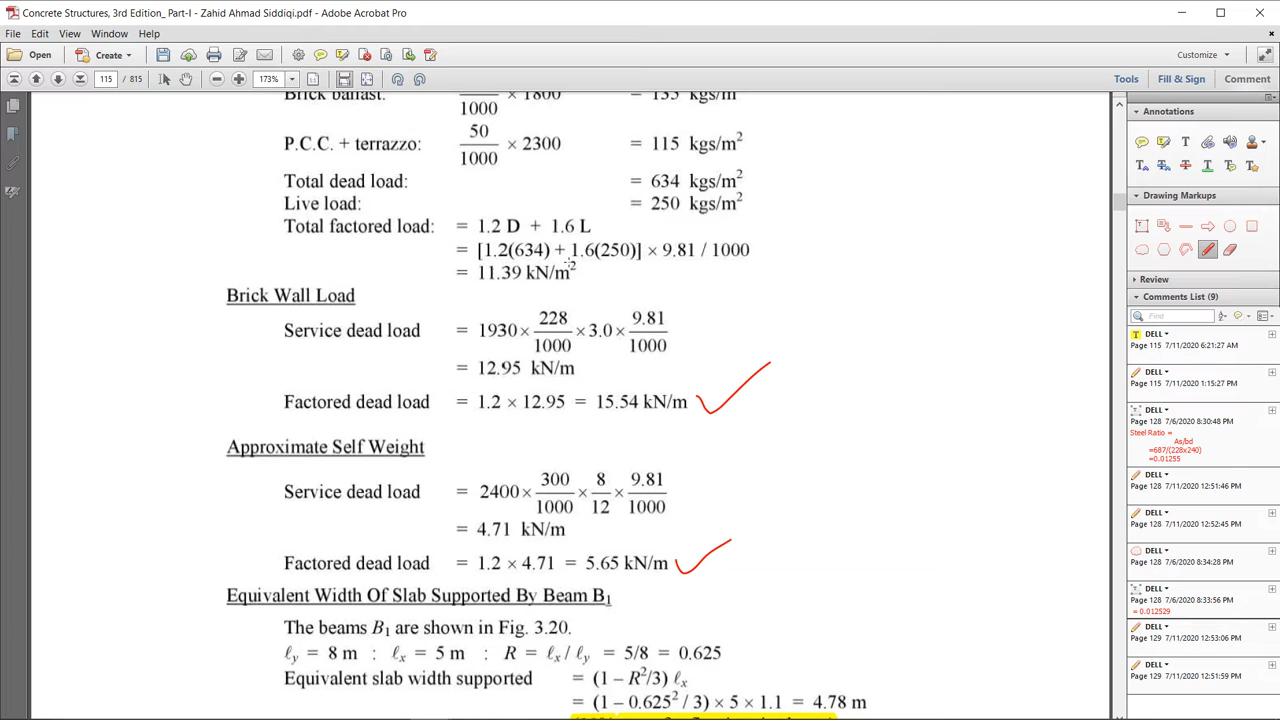 Concrete Structures, 3rd Edition_ Part-I - Zahid Ahmad Siddiqi.pdf - Adobe Acrobat Pro
File Edit View Window Help
Open Create Customize
115 / 815 173% Tools Fill & Sign Comment
Brick ballast: /1000 × 1800 = 135 kgs/m
P.C.C. + terrazzo: 50/1000 × 2300 = 115 kgs/m²
Total dead load: = 634 kgs/m²
Live load: = 250 kgs/m²
Total factored load: = 1.2 D + 1.6 L
= [1.2(634) + 1.6(250)] × 9.81 / 1000
= 11.39 kN/m²
Brick Wall Load
Service dead load = 1930 × 228/1000 × 3.0 × 9.81/1000
= 12.95 kN/m
Factored dead load = 1.2 × 12.95 = 15.54 kN/m
Approximate Self Weight
Service dead load = 2400 × 300/1000 × 8/12 × 9.81/1000
= 4.71 kN/m
Factored dead load = 1.2 × 4.71 = 5.65 kN/m
Equivalent Width Of Slab Supported By Beam B₁
The beams B₁ are shown in Fig. 3.20.
ℓy = 8 m : ℓx = 5 m : R = ℓx / ℓy = 5/8 = 0.625
Equivalent slab width supported = (1 – R²/3) ℓx
= (1 – 0.625² / 3) × 5 × 1.1 = 4.78 m
Annotations
Drawing Markups
Review
Comments List (9)
Find
DELL
Page 115 7/11/2020 6:21:27 AM
DELL
Page 115 7/11/2020 1:15:27 PM
DELL
Page 128 7/6/2020 8:30:48 PM
Steel Ratio =
As/bd
=687/(228x240)
=0.01255
DELL
Page 128 7/11/2020 12:51:46 PM
DELL
Page 128 7/11/2020 12:52:45 PM
DELL
Page 128 7/6/2020 8:34:28 PM
DELL
Page 128 7/6/2020 8:33:56 PM
= 0.012529
DELL
Page 129 7/11/2020 12:53:06 PM
DELL
Page 129 7/11/2020 12:51:59 PM